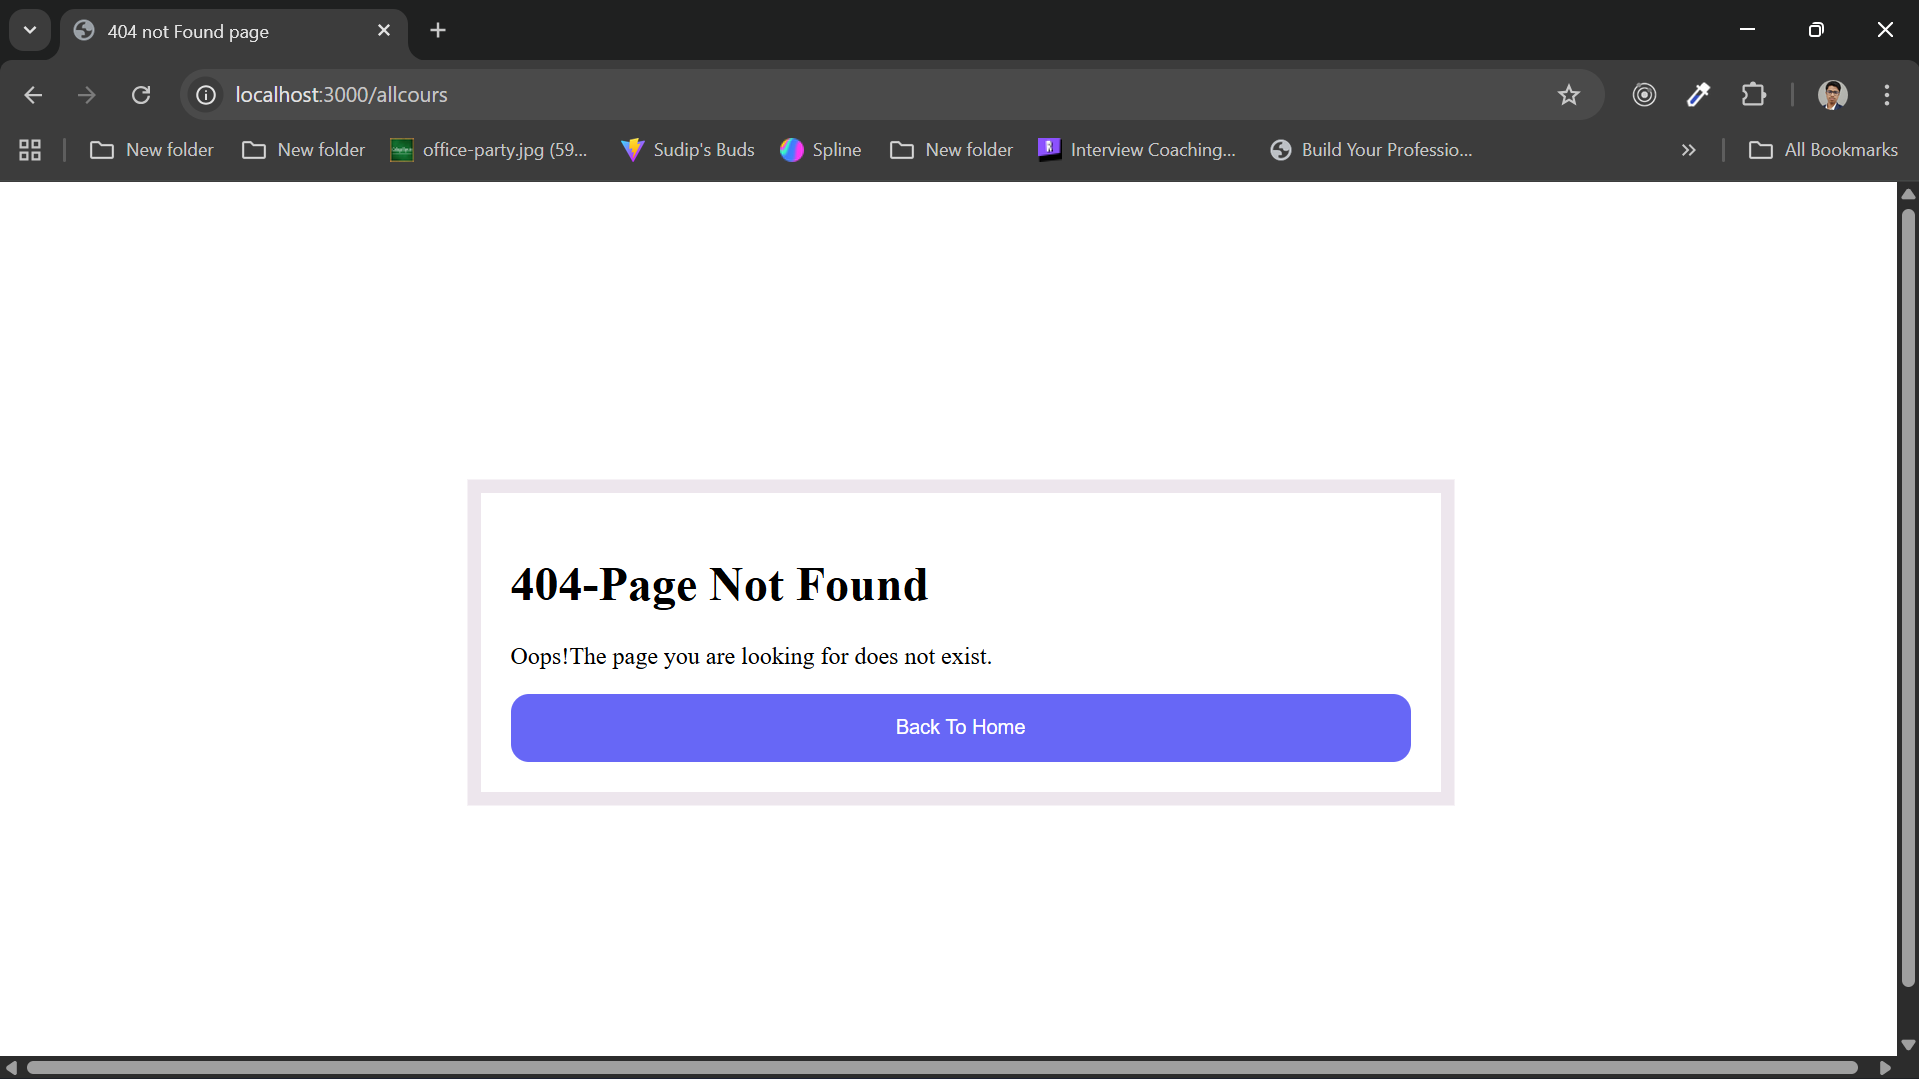 404 not Found page
localhost:3000/allcours
New folder
New folder
office-party.jpg (59...
Sudip's Buds
Spline
New folder
Interview Coaching...
Build Your Professio...
All Bookmarks
404-Page Not Found
Oops!The page you are looking for does not exist.
Back To Home